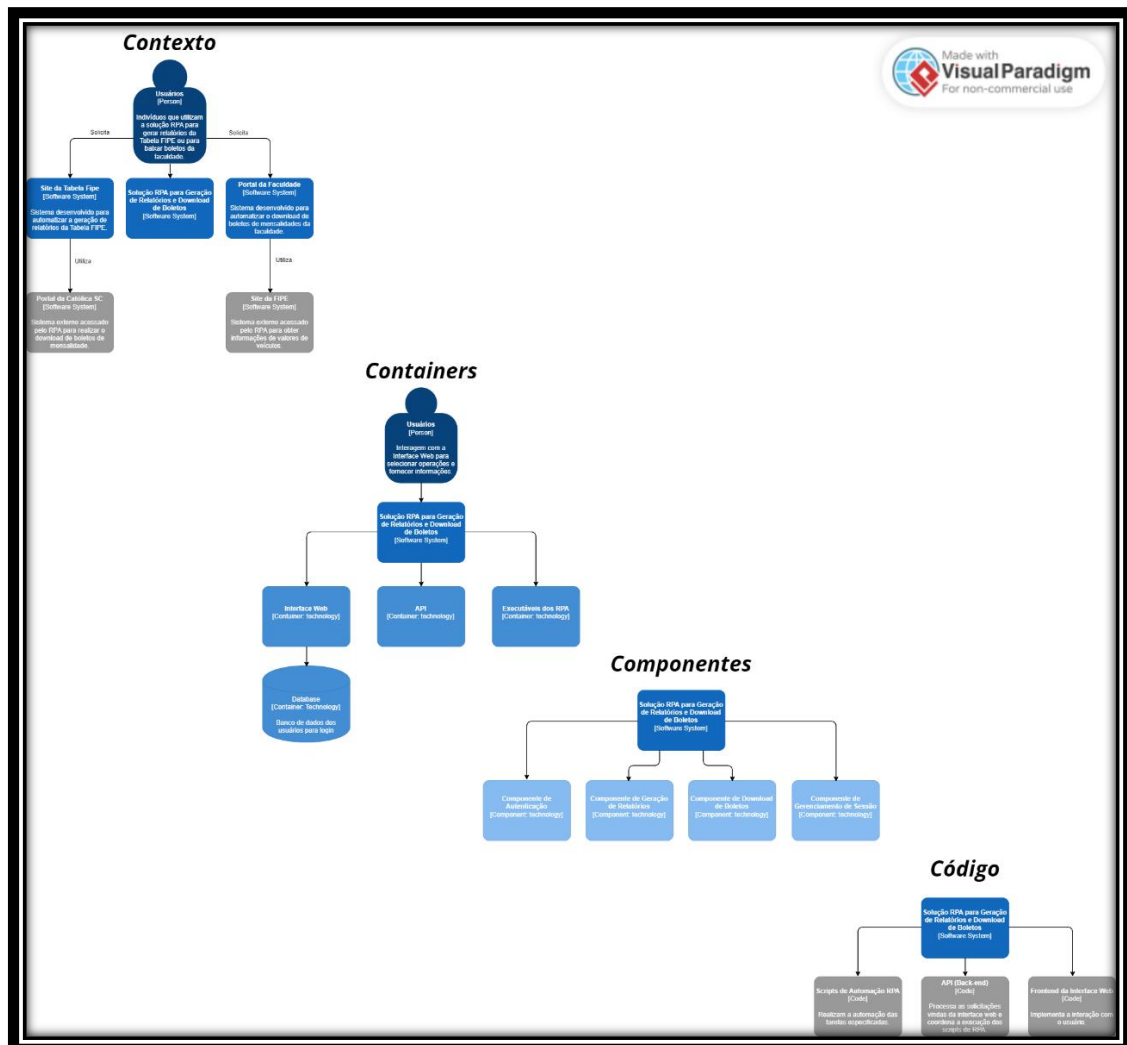 Contexto
Made with
Visual Paradigm
For non-commercial use
Usuários
[Person]
Indivíduos que utilizam
a solução RPA para
gerar relatórios da
Tabela FIPE ou para
baixar boletos da
faculdade.
Solicita
Solicita
Site da Tabela Fipe
[Software System]
Sistema desenvolvido para
automatizar a geração de
relatórios da Tabela FIPE.
Solução RPA para Geração
de Relatórios e Download
de Boletos
[Software System]
Portal da Faculdade
[Software System]
Sistema desenvolvido para
automatizar o download de
boletos de mensalidades da
faculdade.
Utiliza
Utiliza
Portal da Católica SC
[Software System]
Sistema externo acessado
pelo RPA para realizar o
download de boletos de
mensalidade.
Site da FIPE
[Software System]
Sistema externo acessado
pelo RPA para obter
informações de valores de
veículos.
Containers
Usuários
[Person]
Interagem com a
Interface Web para
selecionar operações e
fornecer informações.
Solução RPA para Geração
de Relatórios e Download
de Boletos
[Software System]
Interface Web
[Container: technology]
API
[Container: technology]
Executáveis dos RPA
[Container: technology]
Database
[Container: Technology]
Banco de dados dos
usuários para login
Componentes
Solução RPA para Geração
de Relatórios e Download
de Boletos
[Software System]
Componente de
Autenticação
[Component: technology]
Componente de Geração
de Relatórios
[Component: technology]
Componente de Download
de Boletos
[Component: technology]
Componente de
Gerenciamento de Sessão
[Component: technology]
Código
Solução RPA para Geração
de Relatórios e Download
de Boletos
[Software System]
Scripts de Automação RPA
[Code]
Realizam a automação das
tarefas especificadas.
API (Back-end)
[Code]
Processa as solicitações
vindas da interface web e
coordena a execução dos
scripts de RPA.
Frontend da Interface Web
[Code]
Implementa a interação com
o usuário.